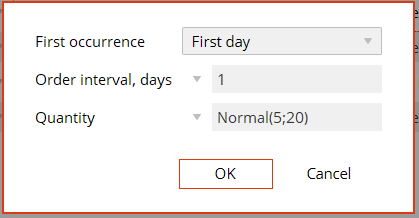 First occurrence First day
Order interval, days 1
Quantity Normal(5;20)
OK Cancel